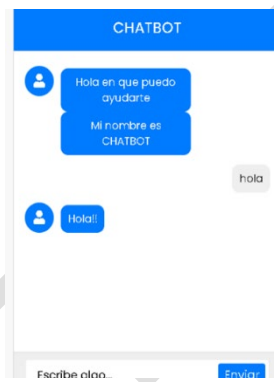 CHATBOT
Hola en que puedo
ayudarte
Mi nombre es
CHATBOT
hola
Hola!!
Escribe algo...
Enviar